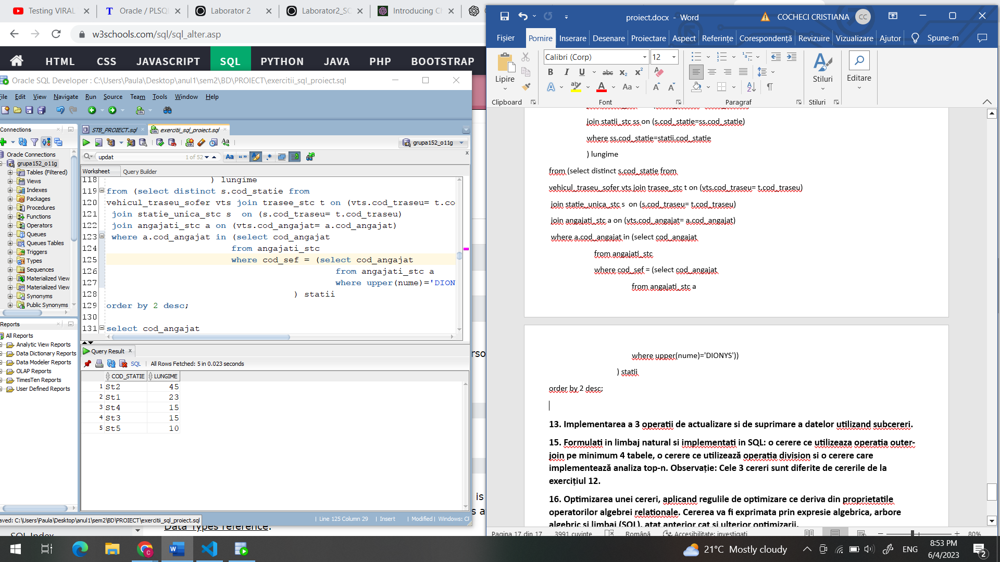 Testing VIRAL
Oracle / PLSQ
Laborator 2
Laborator2_SC
Introducing Ch
w3schools.com/sql/sql_alter.asp
HTML CSS JAVASCRIPT SQL PYTHON JAVA PHP BOOTSTRAP
Oracle SQL Developer : C:\Users\Paula\Desktop\anul1\sem2\BD\PROIECT\exercitii_sql_proiect.sql
File Edit View Navigate Run Source Team Tools Window Help
Connections
Oracle Connections
grupa152_o11g
Tables (Filtered)
Views
Indexes
Packages
Procedures
Functions
Operators
Queues
Queues Tables
Triggers
Types
Sequences
Materialized View
Materialized View
Synonyms
Public Synonyms
Reports
All Reports
Analytic View Reports
Data Dictionary Reports
Data Modeler Reports
OLAP Reports
TimesTen Reports
User Defined Reports
STB_PROIECT.sql
exercitii_sql_proiect.sql
grupa152_o11g
updat 1 of 52
Worksheet Query Builder
118 ) lungime
119 from (select distinct s.cod_statie from
120 vehicul_traseu_sofer vts join trasee_stc t on (vts.cod_traseu= t.co
121 join statie_unica_stc s on (s.cod_traseu= t.cod_traseu)
122 join angajati_stc a on (vts.cod_angajat= a.cod_angajat)
123 where a.cod_angajat in (select cod_angajat
124 from angajati_stc
125 where cod_sef = (select cod_angajat
126 from angajati_stc a
127 where upper(nume)='DION
128 ) statii
129 order by 2 desc;
130
131 select cod_angajat
Query Result
SQL | All Rows Fetched: 5 in 0.023 seconds
COD_STATIE LUNGIME
1 St2 45
2 St1 23
3 St4 15
4 St3 15
5 St5 10
aved: C:\Users\Paula\Desktop\anul1\sem2\BD\PROIECT\exercitii_sql_proiect.sql
| Line 125 Column 29 | Insert | Modified | Windows: CF
SQL Index
Data Types reference.
rso
is
s a
proiect.docx - Word
COCHECI CRISTIANA CC
Fișier Pornire Inserare Desenare Proiectare Aspect Referințe Corespondență Revizuire Vizualizare Ajutor Spune-m
Lipire
Calibri (Corp) 12
Stiluri
Editare
Clipboard Font Paragraf Stiluri
join statii_stc ss on (s.cod_statie=ss.cod_statie)
where ss.cod_statie=statii.cod_statie
) lungime
from (select distinct s.cod_statie from
vehicul_traseu_sofer vts join trasee_stc t on (vts.cod_traseu= t.cod_traseu)
join statie_unica_stc s on (s.cod_traseu= t.cod_traseu)
join angajati_stc a on (vts.cod_angajat= a.cod_angajat)
where a.cod_angajat in (select cod_angajat
from angajati_stc
where cod_sef = (select cod_angajat
from angajati_stc a
where upper(nume)='DIONYS'))
) statii
order by 2 desc;
13. Implementarea a 3 operatii de actualizare si de suprimare a datelor utilizand subcereri.
15. Formulati in limbaj natural si implementati in SQL: o cerere ce utilizeaza operatia outer-
join pe minimum 4 tabele, o cerere ce utilizează operatia division si o cerere care
implementează analiza top-n. Observație: Cele 3 cereri sunt diferite de cererile de la
exercițiul 12.
16. Optimizarea unei cereri, aplicand regulile de optimizare ce deriva din proprietatile
operatorilor algebrei relationale. Cererea va fi exprimata prin expresie algebrica, arbore
algebric si limbaj (SQL), atat anterior cat si ulterior optimizarii.
Pagina 17 din 17 3991 cuvinte Română Accesibilitate: investigați 80%
21°C Mostly cloudy
ENG
8:53 PM
6/4/2023
2